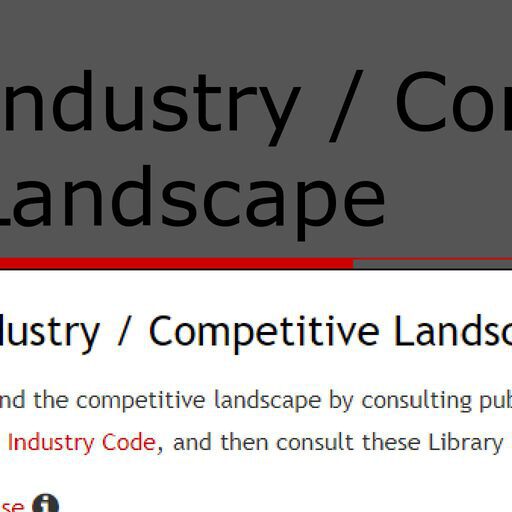 ndustry / Co
Landscape
dustry / Competitive Lands
nd the competitive landscape by consulting pub
Industry Code, and then consult these Library
se